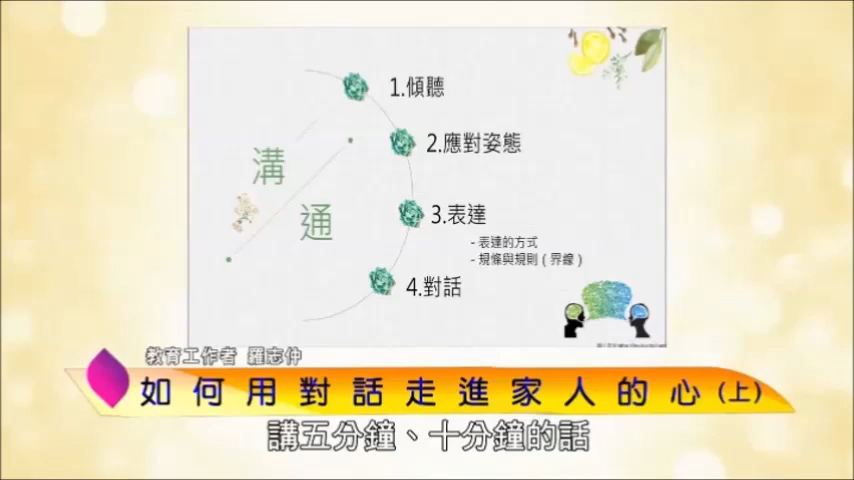 1.傾聽
2.應對姿態
溝通
3.表達
- 表達的方式
- 規條與規則（界線）
4.對話
教育工作者 羅志仲
如何用對話走進家人的心(上)
講五分鐘、十分鐘的話